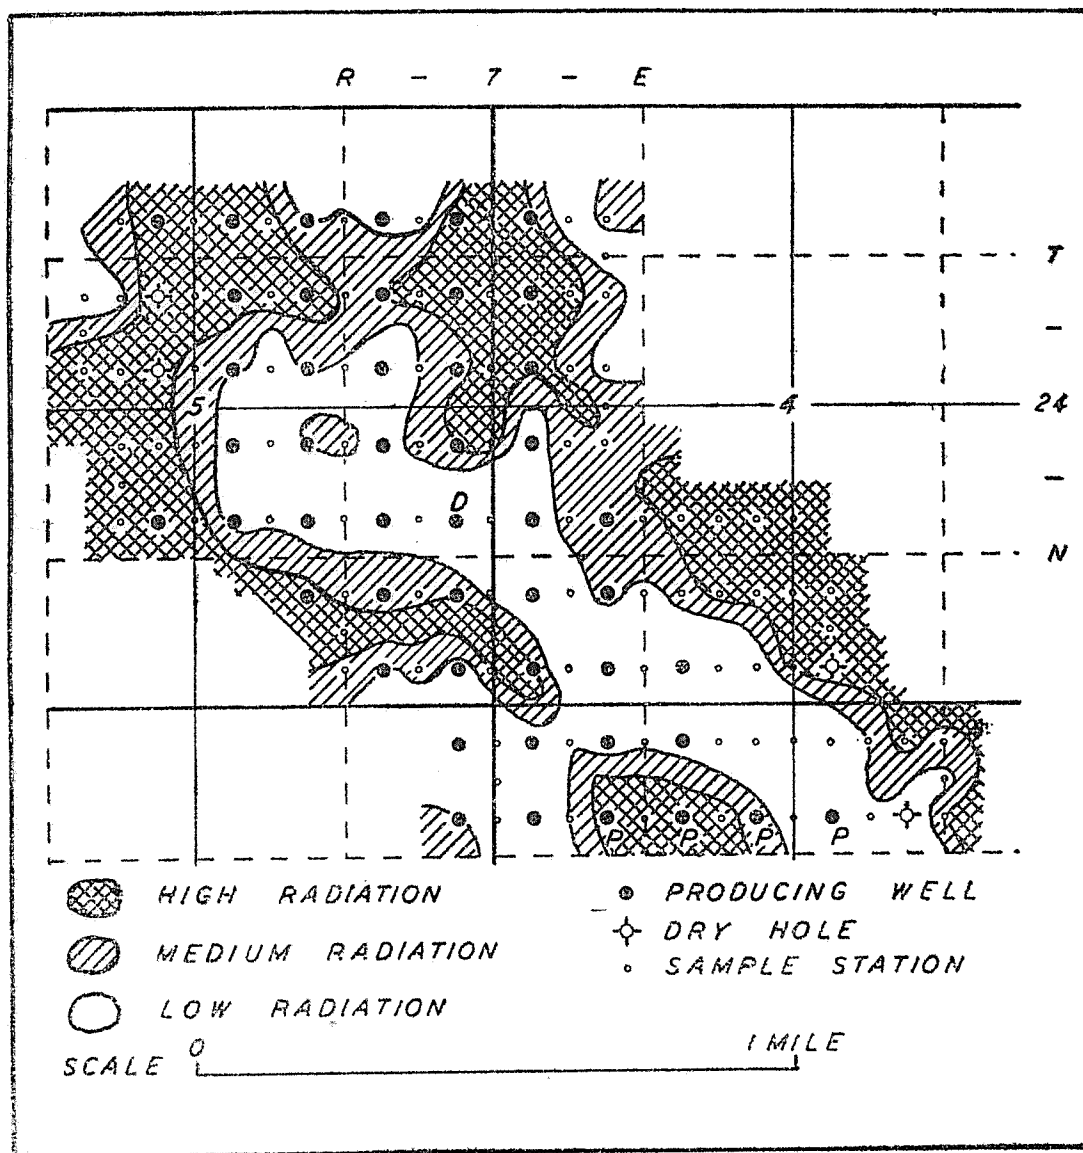 R - 7 - E
T
5
4
24
D
N
P P P P
HIGH RADIATION
MEDIUM RADIATION
LOW RADIATION
PRODUCING WELL
DRY HOLE
SAMPLE STATION
SCALE 0 1 MILE